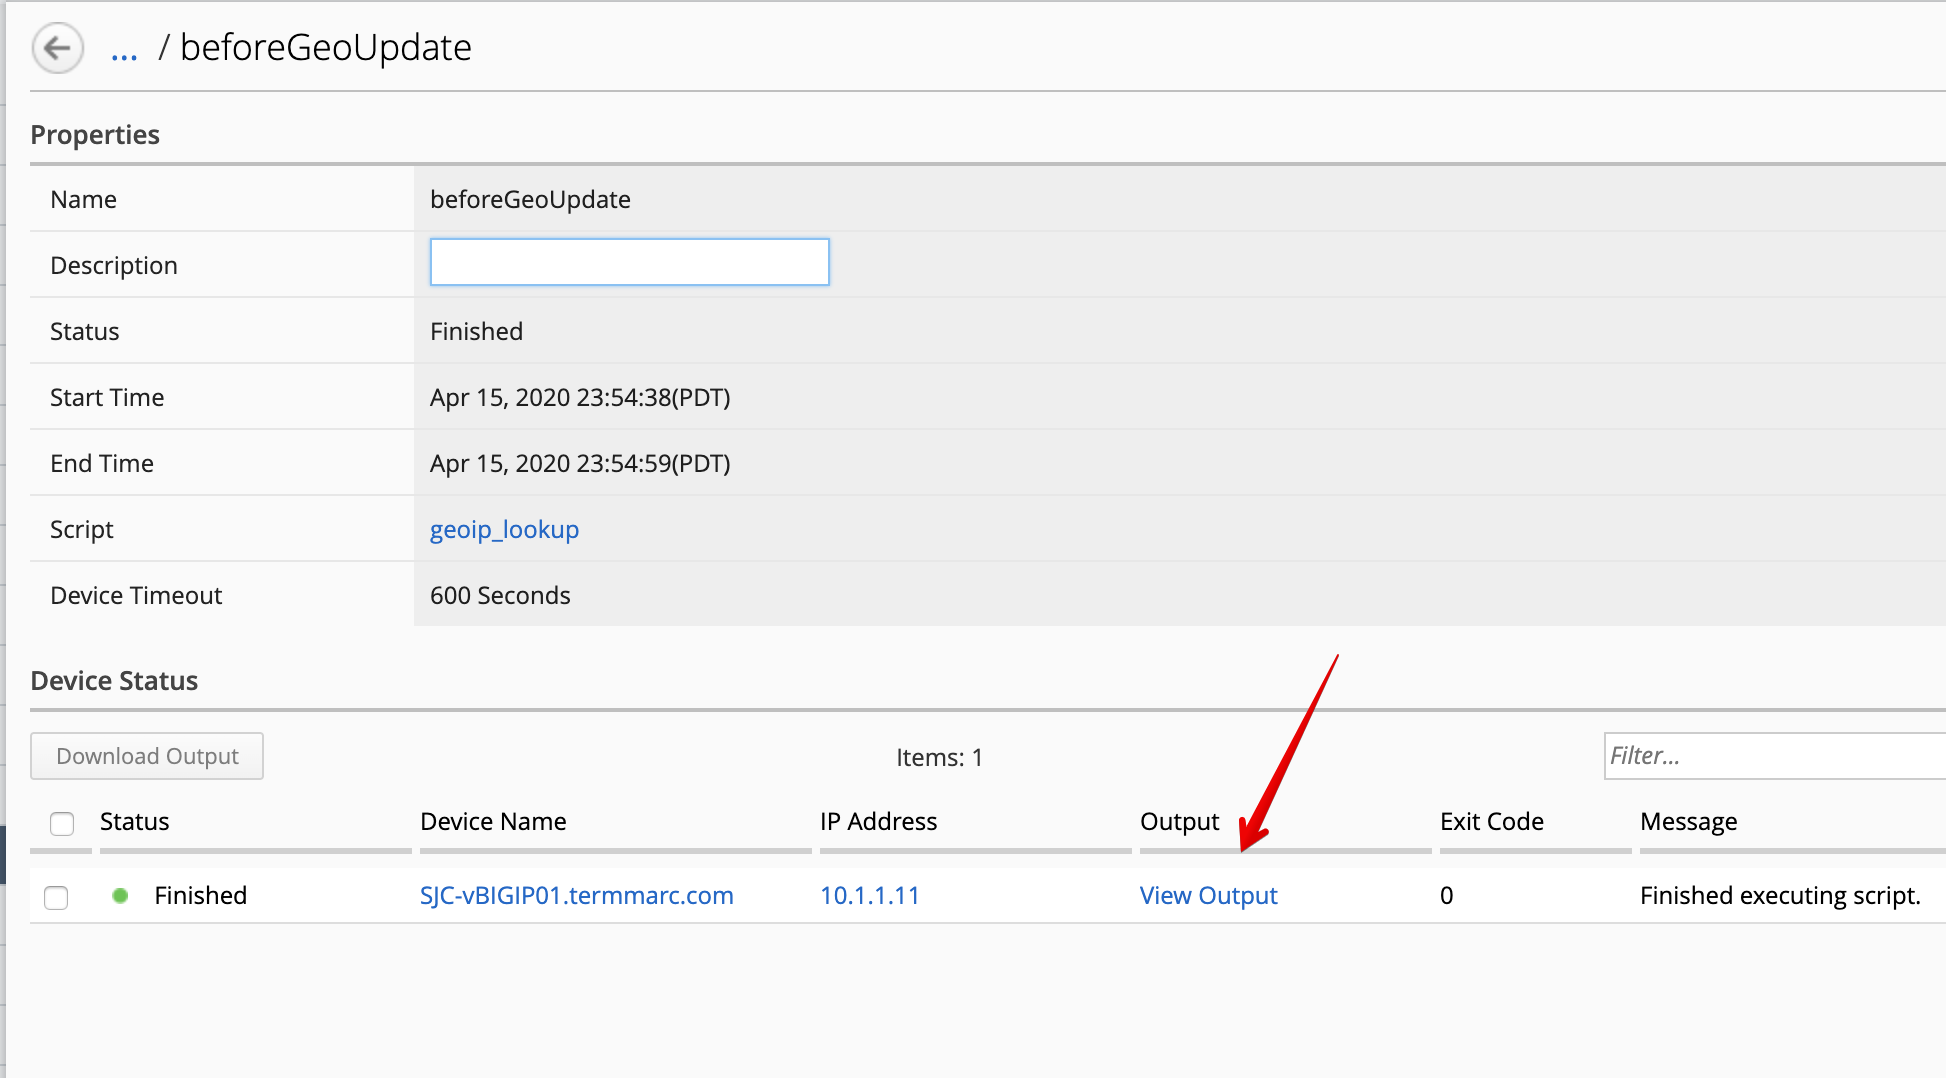 ... / beforeGeoUpdate
Properties
Name beforeGeoUpdate
Description
Status Finished
Start Time Apr 15, 2020 23:54:38(PDT)
End Time Apr 15, 2020 23:54:59(PDT)
Script geoip_lookup
Device Timeout 600 Seconds
Device Status
Download Output Items: 1 Filter...
Status Device Name IP Address Output Exit Code Message
Finished SJC-vBIGIP01.termmarc.com 10.1.1.11 View Output 0 Finished executing script.